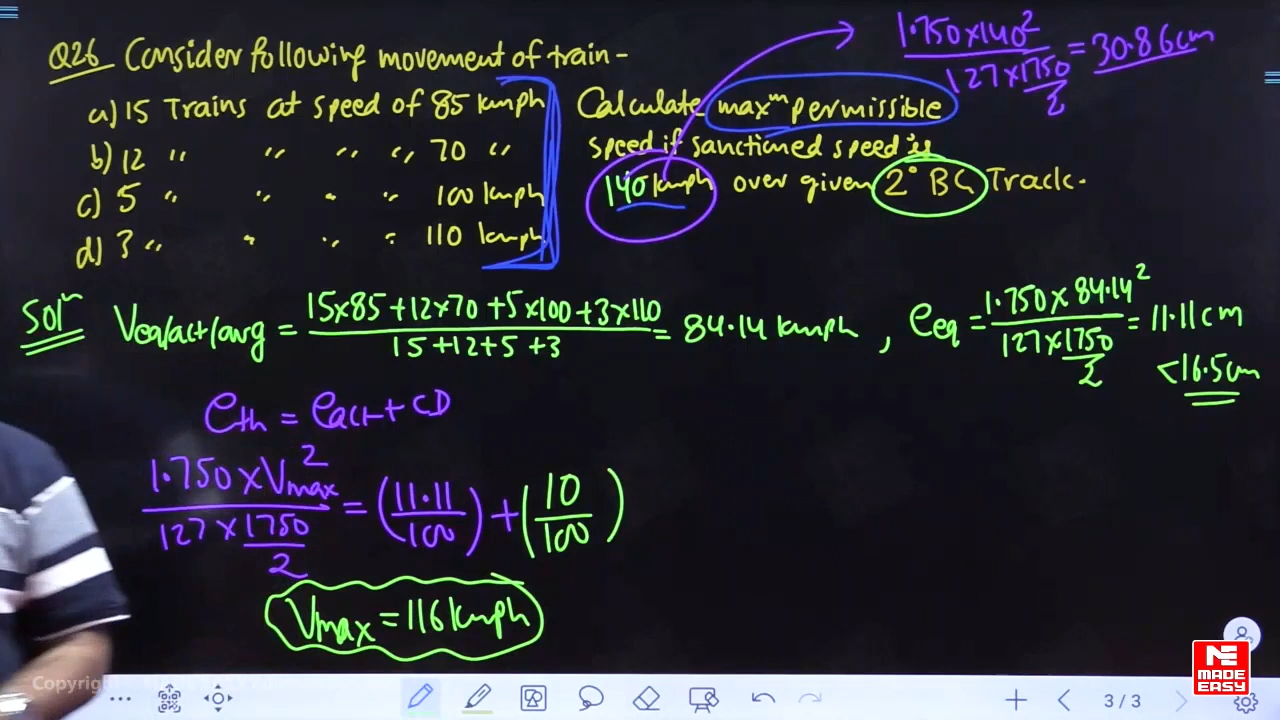 Q26 Consider following movement of train -
a) 15 Trains at speed of 85 kmph
b) 12 " " " " 70 "
c) 5 " " " " 100 kmph
d) 3 " " " " 110 kmph
Calculate maxᵐ permissible
speed if sanctioned speed is
140 kmph over given 2° BG Track.
1.750×140² / (127×1750/2) = 30.86cm
Solⁿ Veq/act/avg = (15×85+12×70+5×100+3×110) / (15+12+5+3) = 84.14 kmph , eeq = 1.750×84.14² / (127×1750/2) = 11.11cm
<16.5cm
eth = eact + CD
1.750×Vmax² / (127×1750/2) = (11.11/100) + (10/100)
Vmax = 116 kmph
Copyright
3/3
ME
MADE
EASY